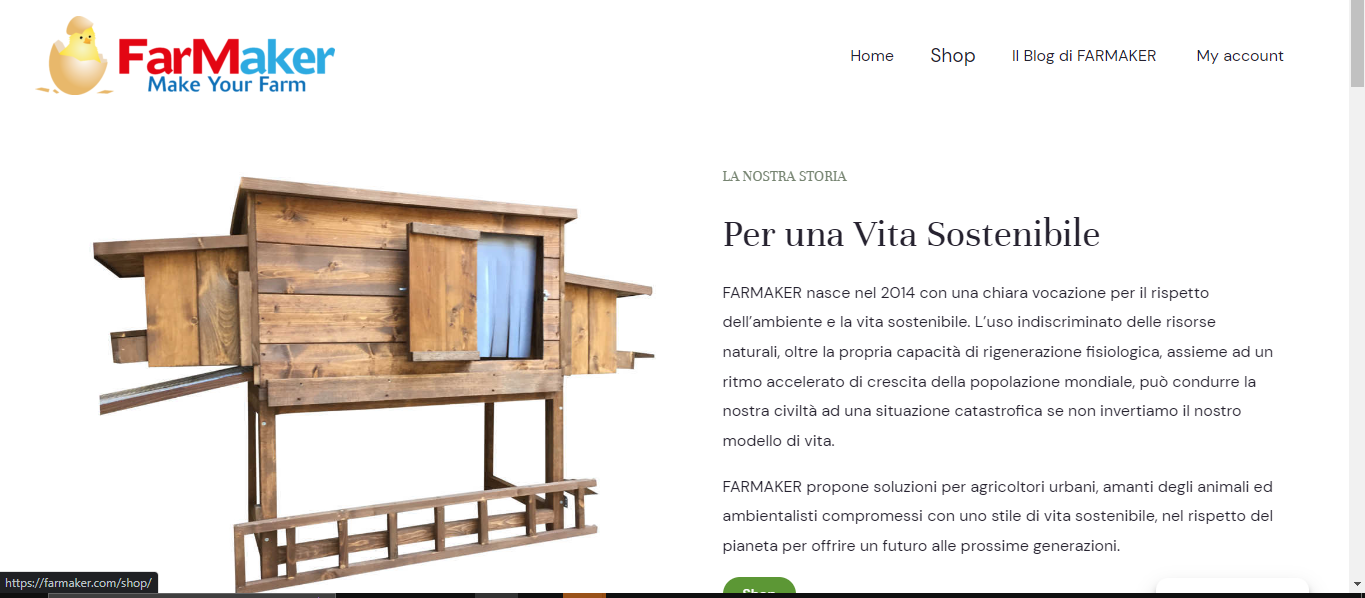 FarMaker
Make Your Farm
Home
Shop
Il Blog di FARMAKER
My account
LA NOSTRA STORIA
Per una Vita Sostenibile
FARMAKER nasce nel 2014 con una chiara vocazione per il rispetto
dell’ambiente e la vita sostenibile. L’uso indiscriminato delle risorse
naturali, oltre la propria capacità di rigenerazione fisiologica, assieme ad un
ritmo accelerato di crescita della popolazione mondiale, può condurre la
nostra civiltà ad una situazione catastrofica se non invertiamo il nostro
modello di vita.
FARMAKER propone soluzioni per agricoltori urbani, amanti degli animali ed
ambientalisti compromessi con uno stile di vita sostenibile, nel rispetto del
pianeta per offrire un futuro alle prossime generazioni.
Shop
https://farmaker.com/shop/